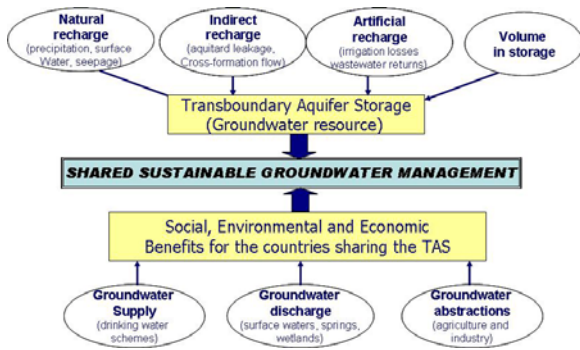 Natural
recharge
(precipitation, surface
Water, seepage)
Indirect
recharge
(aquitard leakage,
Cross-formation flow)
Artificial
recharge
(irrigation losses
wastewater returns)
Volume
in storage
Transboundary Aquifer Storage
(Groundwater resource)
SHARED SUSTAINABLE GROUNDWATER MANAGEMENT
Social, Environmental and Economic
Benefits for the countries sharing the TAS
Groundwater
Supply
(drinking water
schemes)
Groundwater
discharge
(surface waters, springs,
wetlands)
Groundwater
abstractions
(agriculture and
industry)